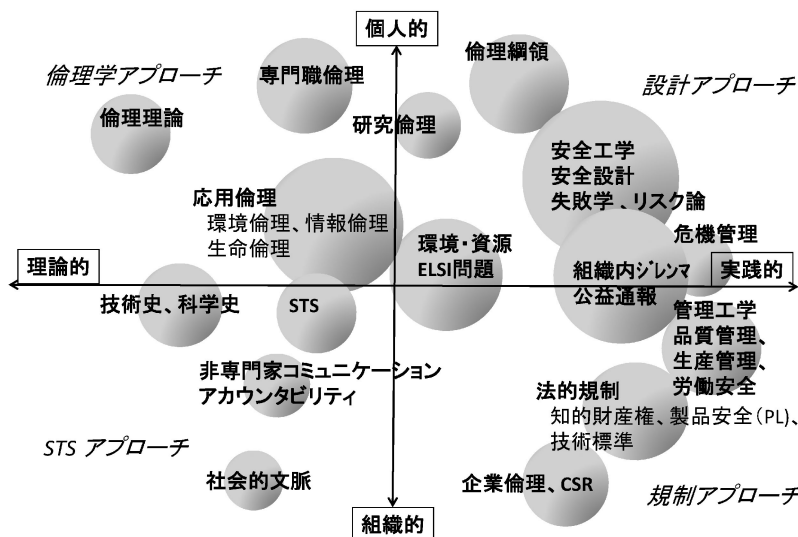 個人的
倫理学アプローチ
専門職倫理
倫理綱領
設計アプローチ
倫理理論
研究倫理
安全工学
安全設計
失敗学 、リスク論
応用倫理
環境倫理、情報倫理
生命倫理
環境・資源
ELSI問題
危機管理
組織内ジレンマ
公益通報
理論的
実践的
技術史、科学史
STS
管理工学
品質管理、
生産管理、
労働安全
非専門家コミュニケーション
アカウンタビリティ
法的規制
知的財産権、製品安全(PL)、
技術標準
STS アプローチ
社会的文脈
企業倫理、CSR
規制アプローチ
組織的